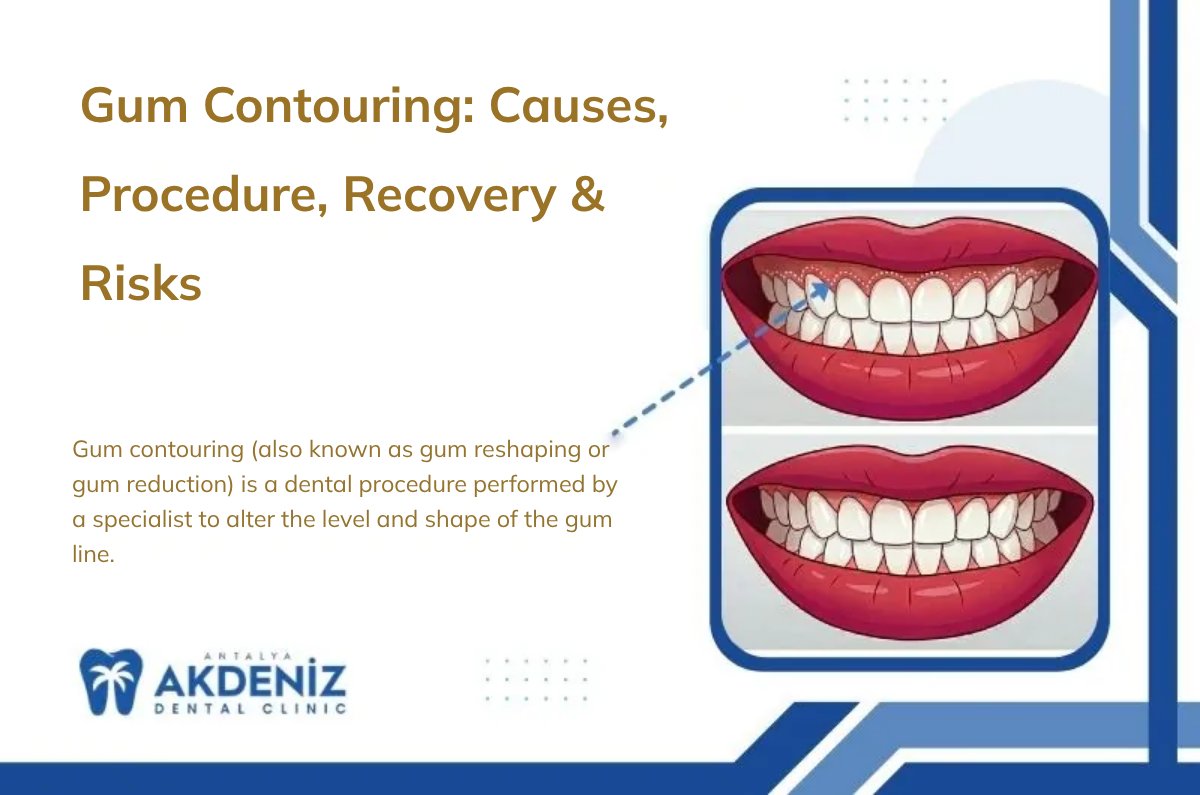 Gum Contouring: Causes,
Procedure, Recovery &
Risks
Gum contouring (also known as gum reshaping or
gum reduction) is a dental procedure performed by
a specialist to alter the level and shape of the gum
line.
ANTALYA
AKDENİZ
DENTAL CLINIC